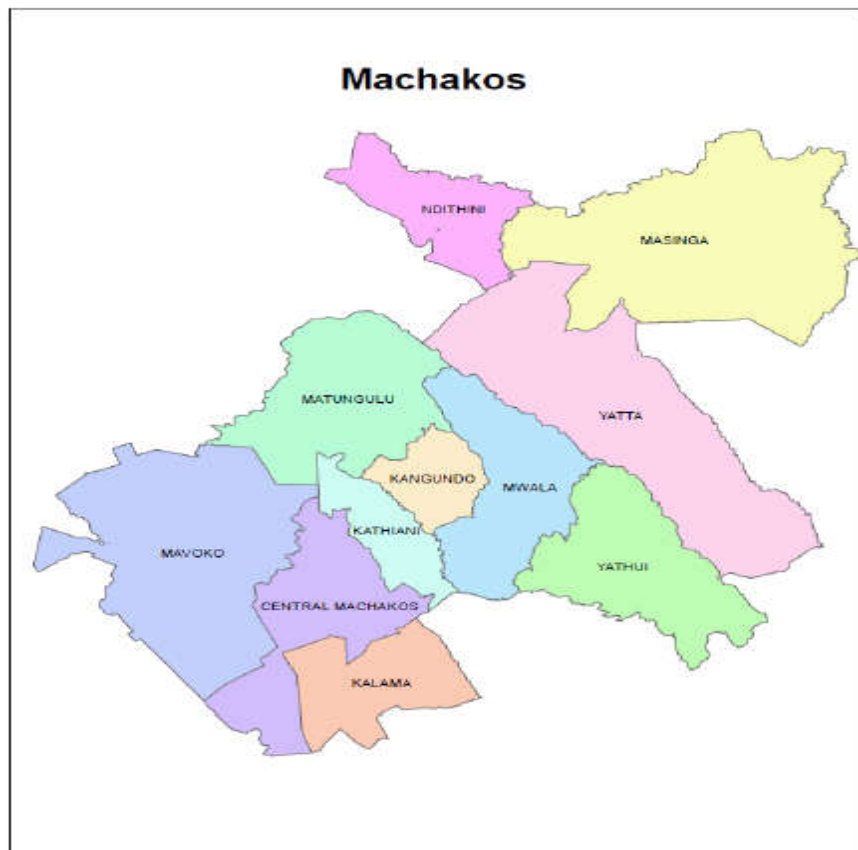 Machakos
NDITHINI
MASINGA
MATUNGULU
YATTA
KANGUNDO
MWALA
KATHIANI
MAVOKO
YATHUI
CENTRAL MACHAKOS
KALAMA